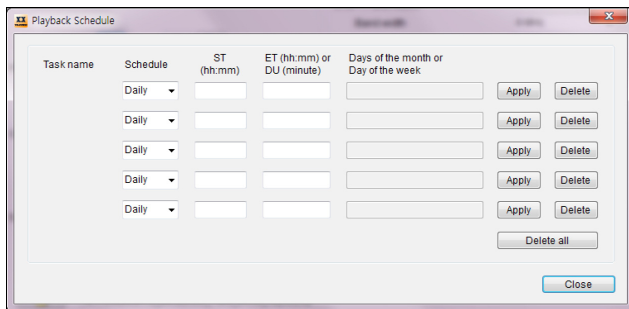 Playback Schedule
Task name Schedule ST (hh:mm) ET (hh:mm) or DU (minute) Days of the month or Day of the week
Daily Apply Delete
Daily Apply Delete
Daily Apply Delete
Daily Apply Delete
Daily Apply Delete
Delete all
Close